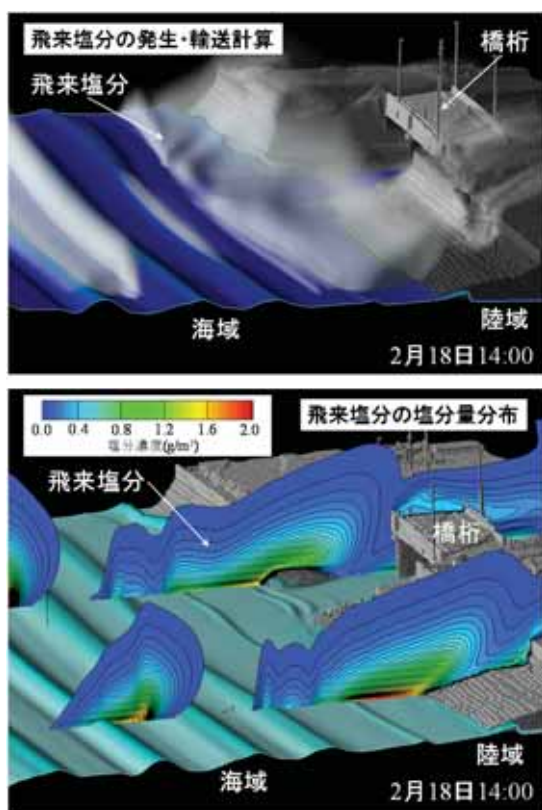 飛来塩分の発生・輸送計算
橋桁
飛来塩分
海域
陸域
2月18日14:00
飛来塩分の塩分量分布
0.0 0.4 0.8 1.2 1.6 2.0
塩分濃度(g/m³)
飛来塩分
橋桁
海域
陸域
2月18日14:00